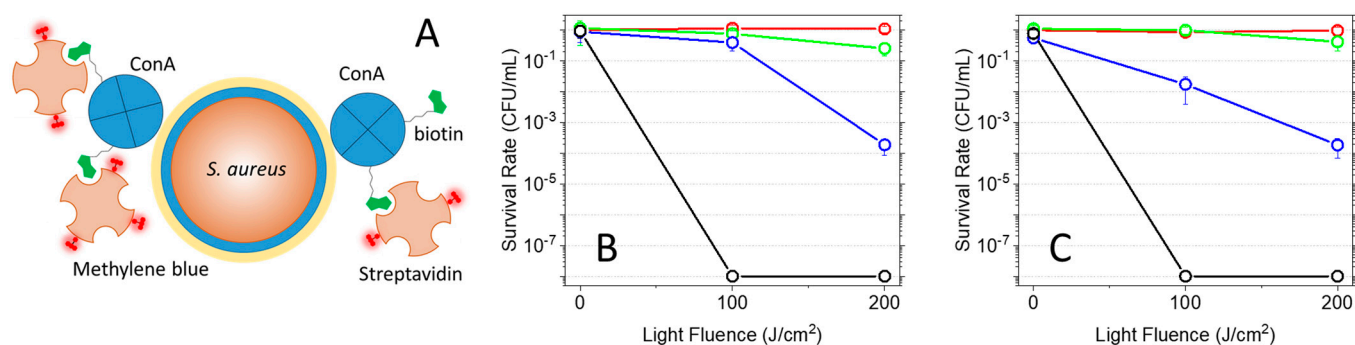 A
ConA
ConA
biotin
S. aureus
Methylene blue
Streptavidin
Survival Rate (CFU/mL)
10⁻¹
10⁻³
10⁻⁵
10⁻⁷
B
0
100
200
Light Fluence (J/cm²)
Survival Rate (CFU/mL)
10⁻¹
10⁻³
10⁻⁵
10⁻⁷
C
0
100
200
Light Fluence (J/cm²)